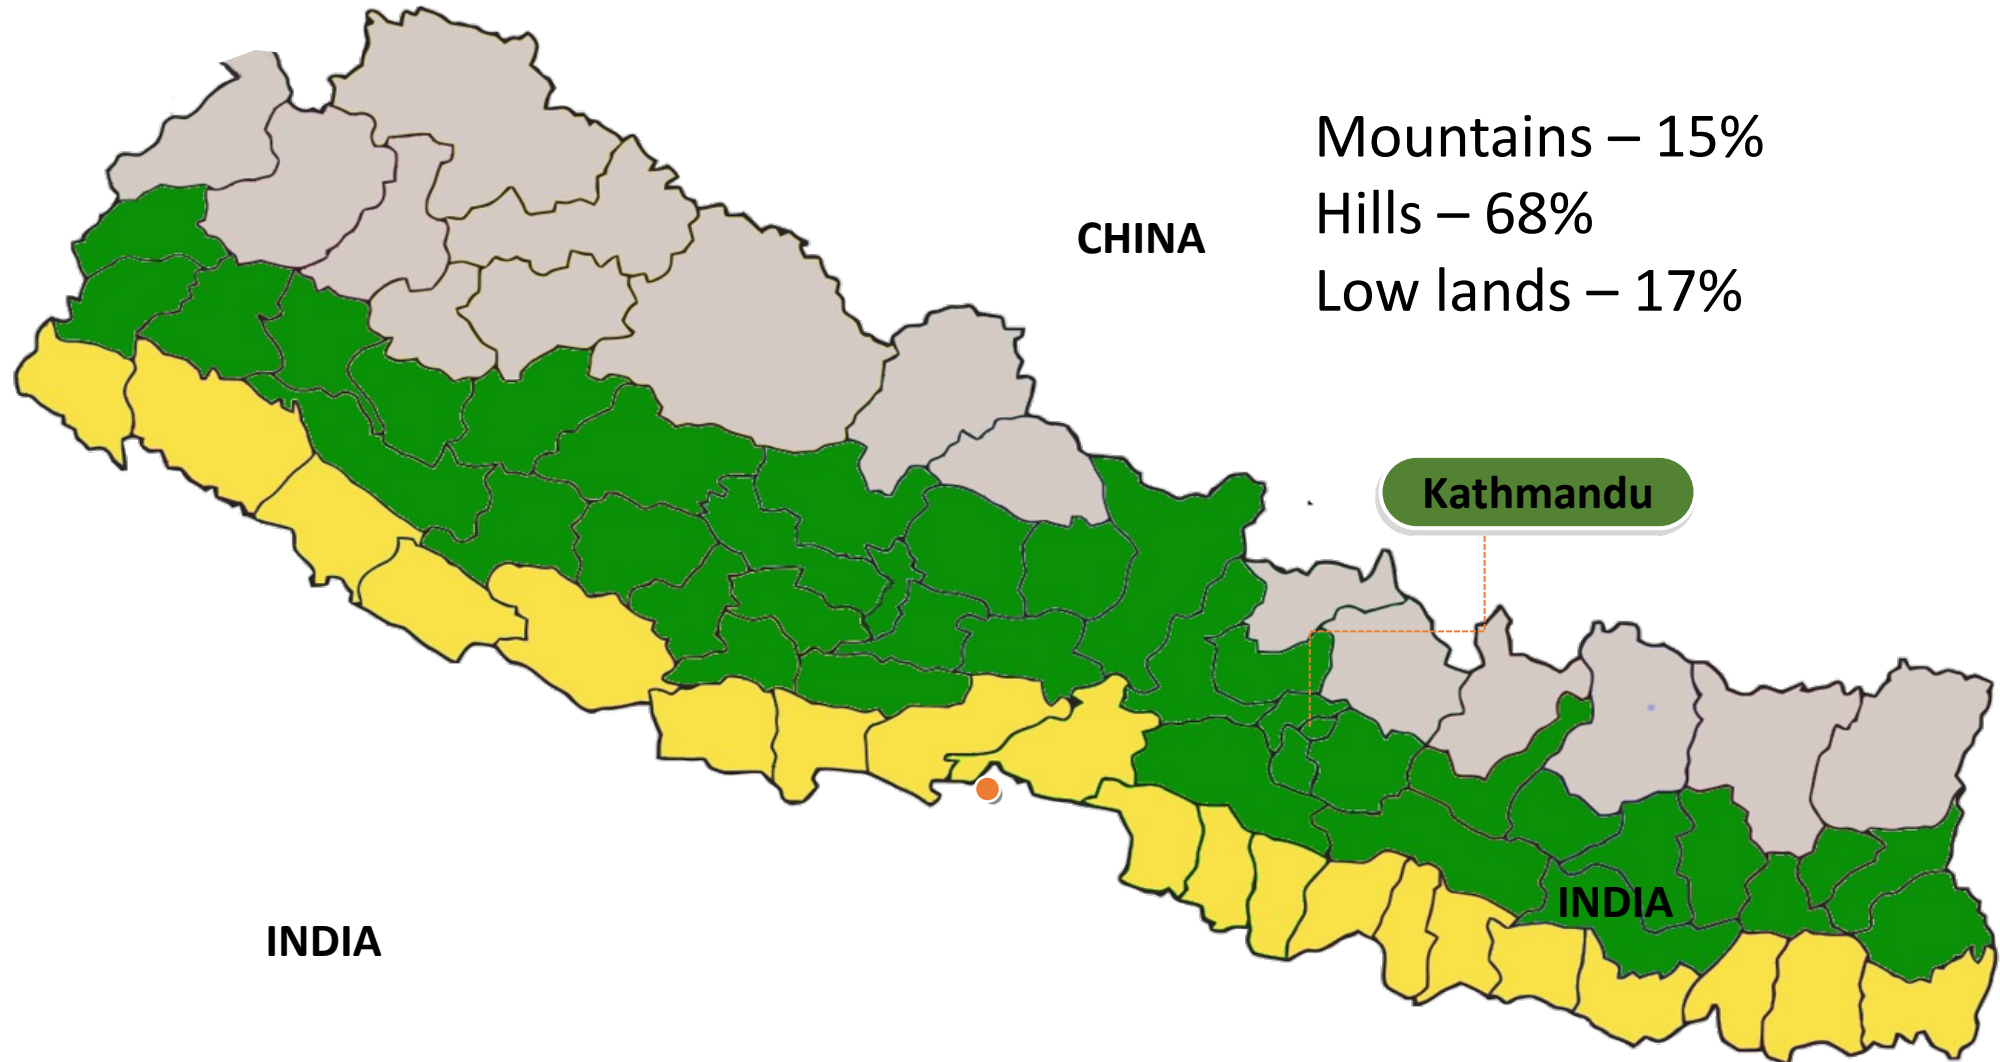 Mountains – 15%
Hills – 68%
Low lands – 17%
CHINA
Kathmandu
INDIA
INDIA